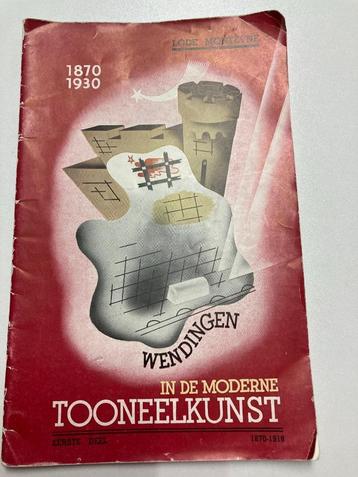 LODE MONTEYNE
1870
1930
WENDINGEN
IN DE MODERNE
TOONEELKUNST
EERSTE DEEL
1870-1918